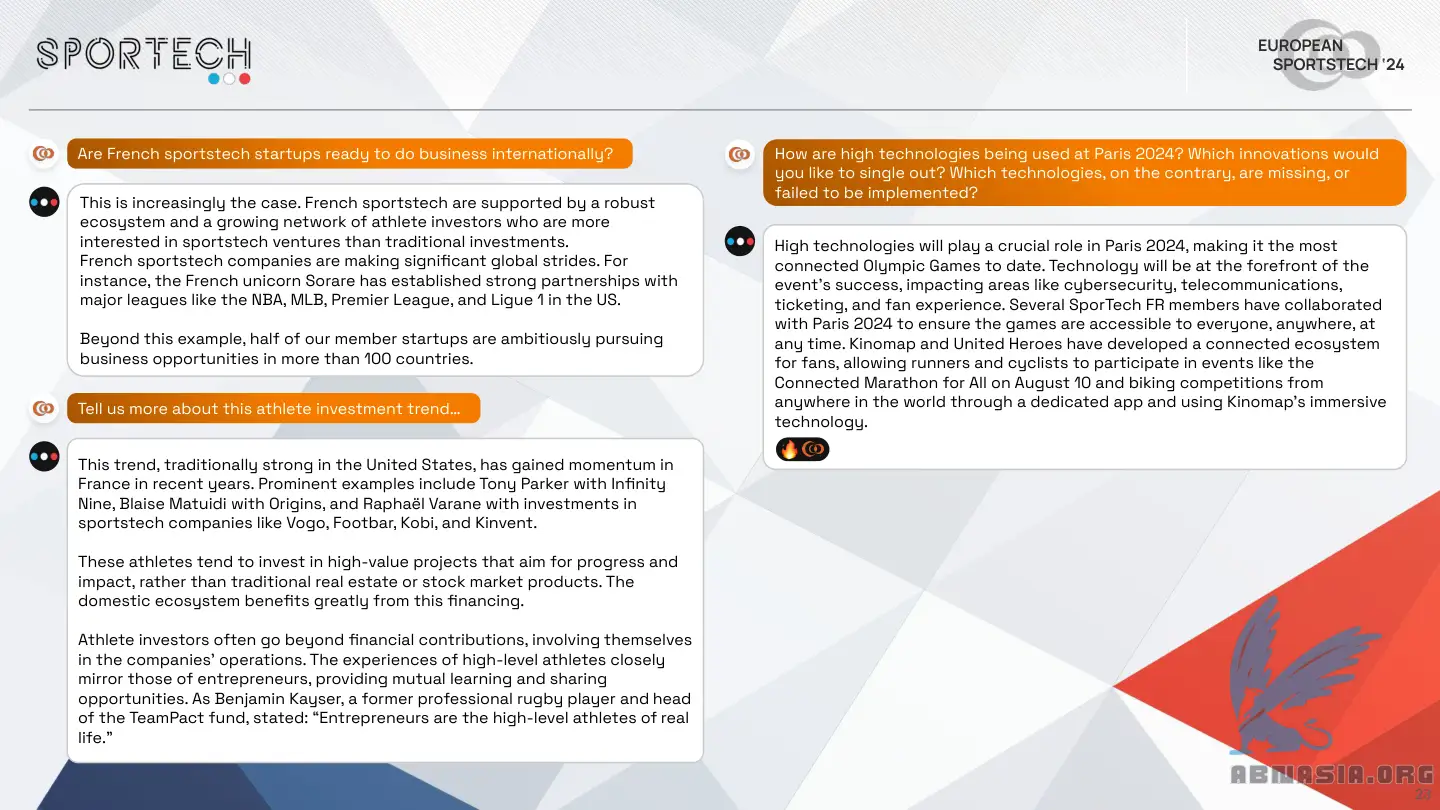 SPORTECH
EUROPEAN
SPORTSTECH '24
Are French sportstech startups ready to do business internationally?
This is increasingly the case. French sportstech are supported by a robust
ecosystem and a growing network of athlete investors who are more
interested in sportstech ventures than traditional investments.
French sportstech companies are making significant global strides. For
instance, the French unicorn Sorare has established strong partnerships with
major leagues like the NBA, MLB, Premier League, and Ligue 1 in the US.
Beyond this example, half of our member startups are ambitiously pursuing
business opportunities in more than 100 countries.
Tell us more about this athlete investment trend...
This trend, traditionally strong in the United States, has gained momentum in
France in recent years. Prominent examples include Tony Parker with Infinity
Nine, Blaise Matuidi with Origins, and Raphaël Varane with investments in
sportstech companies like Vogo, Footbar, Kobi, and Kinvent.
These athletes tend to invest in high-value projects that aim for progress and
impact, rather than traditional real estate or stock market products. The
domestic ecosystem benefits greatly from this financing.
Athlete investors often go beyond financial contributions, involving themselves
in the companies' operations. The experiences of high-level athletes closely
mirror those of entrepreneurs, providing mutual learning and sharing
opportunities. As Benjamin Kayser, a former professional rugby player and head
of the TeamPact fund, stated: “Entrepreneurs are the high-level athletes of real
life.”
How are high technologies being used at Paris 2024? Which innovations would
you like to single out? Which technologies, on the contrary, are missing, or
failed to be implemented?
High technologies will play a crucial role in Paris 2024, making it the most
connected Olympic Games to date. Technology will be at the forefront of the
event's success, impacting areas like cybersecurity, telecommunications,
ticketing, and fan experience. Several SporTech FR members have collaborated
with Paris 2024 to ensure the games are accessible to everyone, anywhere, at
any time. Kinomap and United Heroes have developed a connected ecosystem
for fans, allowing runners and cyclists to participate in events like the
Connected Marathon for All on August 10 and biking competitions from
anywhere in the world through a dedicated app and using Kinomap's immersive
technology.
ABMASIA.ORG